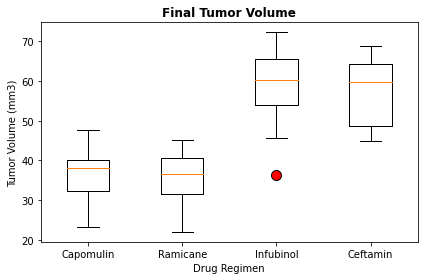 Final Tumor Volume
Tumor Volume (mm3)
70
60
50
40
30
20
Capomulin Ramicane Infubinol Ceftamin
Drug Regimen